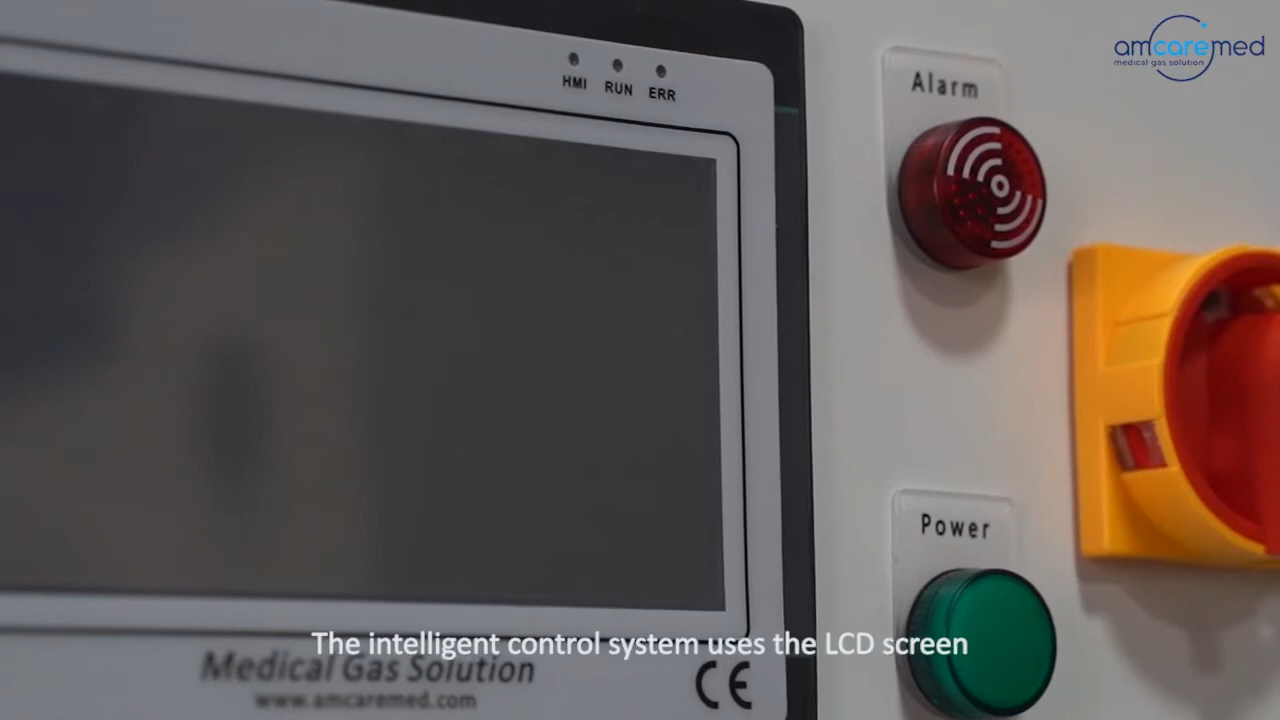 amcaremed
medical gas solution
HMI RUN ERR
Alarm
Power
The intelligent control system uses the LCD screen
Medical Gas Solution
www.amcaremed.com
CE